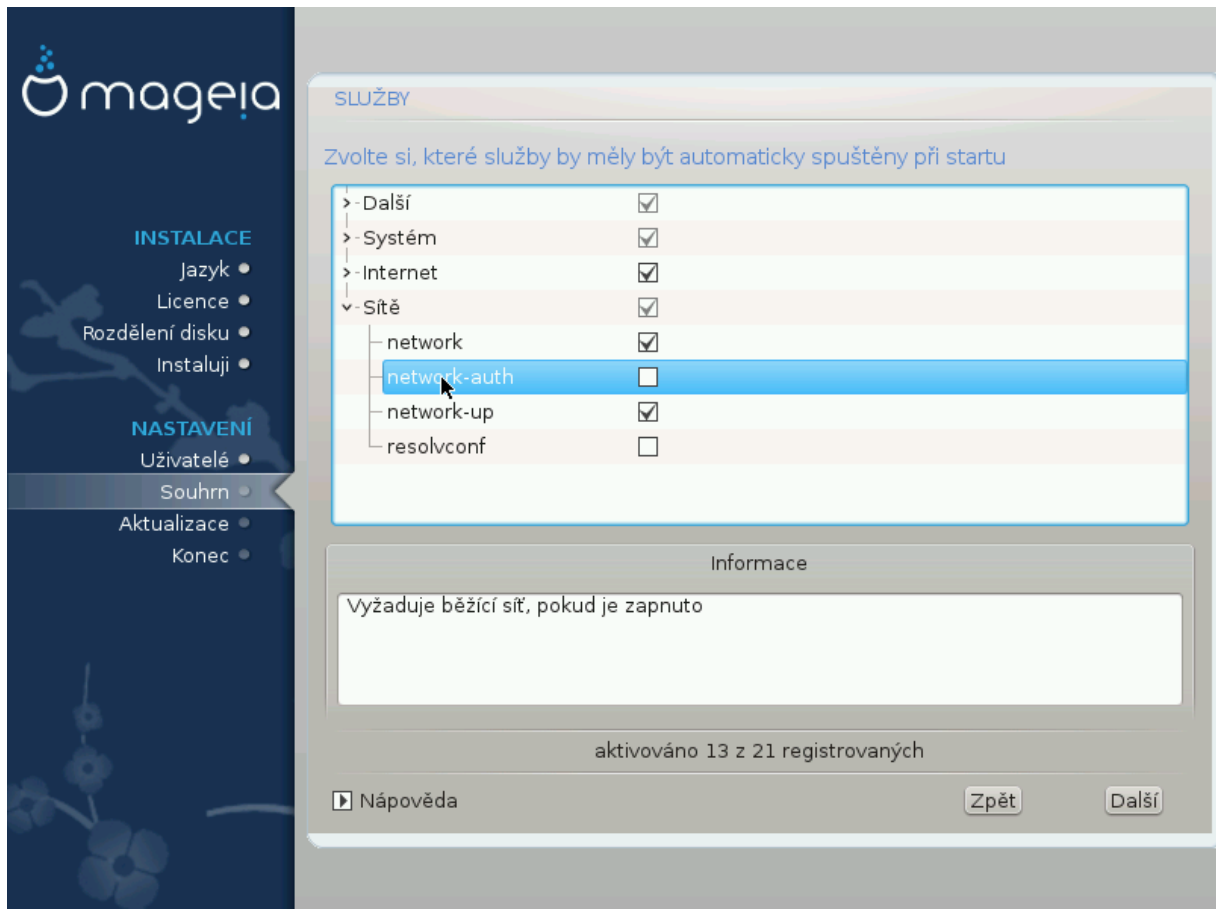 mageia
INSTALACE
Jazyk
Licence
Rozdělení disku
Instaluji
NASTAVENÍ
Uživatelé
Souhrn
Aktualizace
Konec
SLUŽBY
Zvolte si, které služby by měly být automaticky spuštěny při startu
Další
Systém
Internet
Sítě
network
network-auth
network-up
resolvconf
Informace
Vyžaduje běžící síť, pokud je zapnuto
aktivováno 13 z 21 registrovaných
Nápověda
Zpět
Další